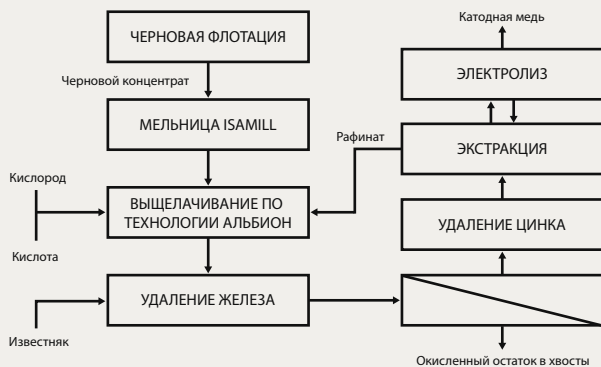 ЧЕРНОВАЯ ФЛОТАЦИЯ
Черновой концентрат
МЕЛЬНИЦА ISAMILL
Кислород
Кислота
ВЫЩЕЛАЧИВАНИЕ ПО
ТЕХНОЛОГИИ АЛЬБИОН
Известняк
УДАЛЕНИЕ ЖЕЛЕЗА
Катодная медь
ЭЛЕКТРОЛИЗ
Рафинат
ЭКСТРАКЦИЯ
УДАЛЕНИЕ ЦИНКА
Окисленный остаток в хвосты